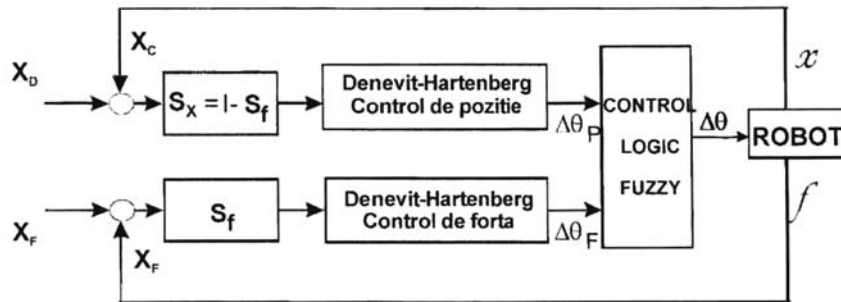 X_C
x
X_D
S_X = I - S_f
Denevit-Hartenberg
Control de pozitie
Δθ_P
CONTROL
LOGIC
FUZZY
Δθ
ROBOT
X_F
S_f
Denevit-Hartenberg
Control de forta
Δθ_F
f
X_F